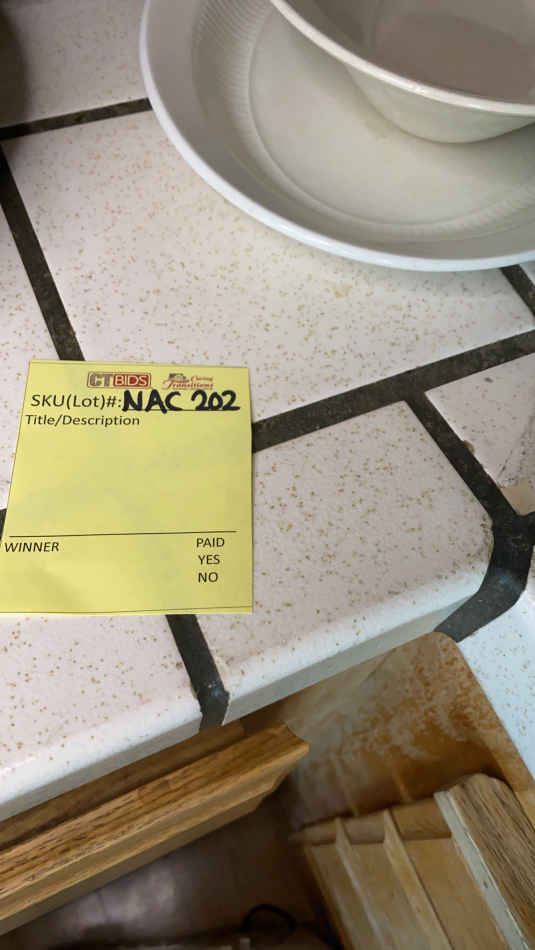 CTBIDS Caring Transitions
SKU(Lot)#: NAC 202
Title/Description
WINNER PAID
YES
NO